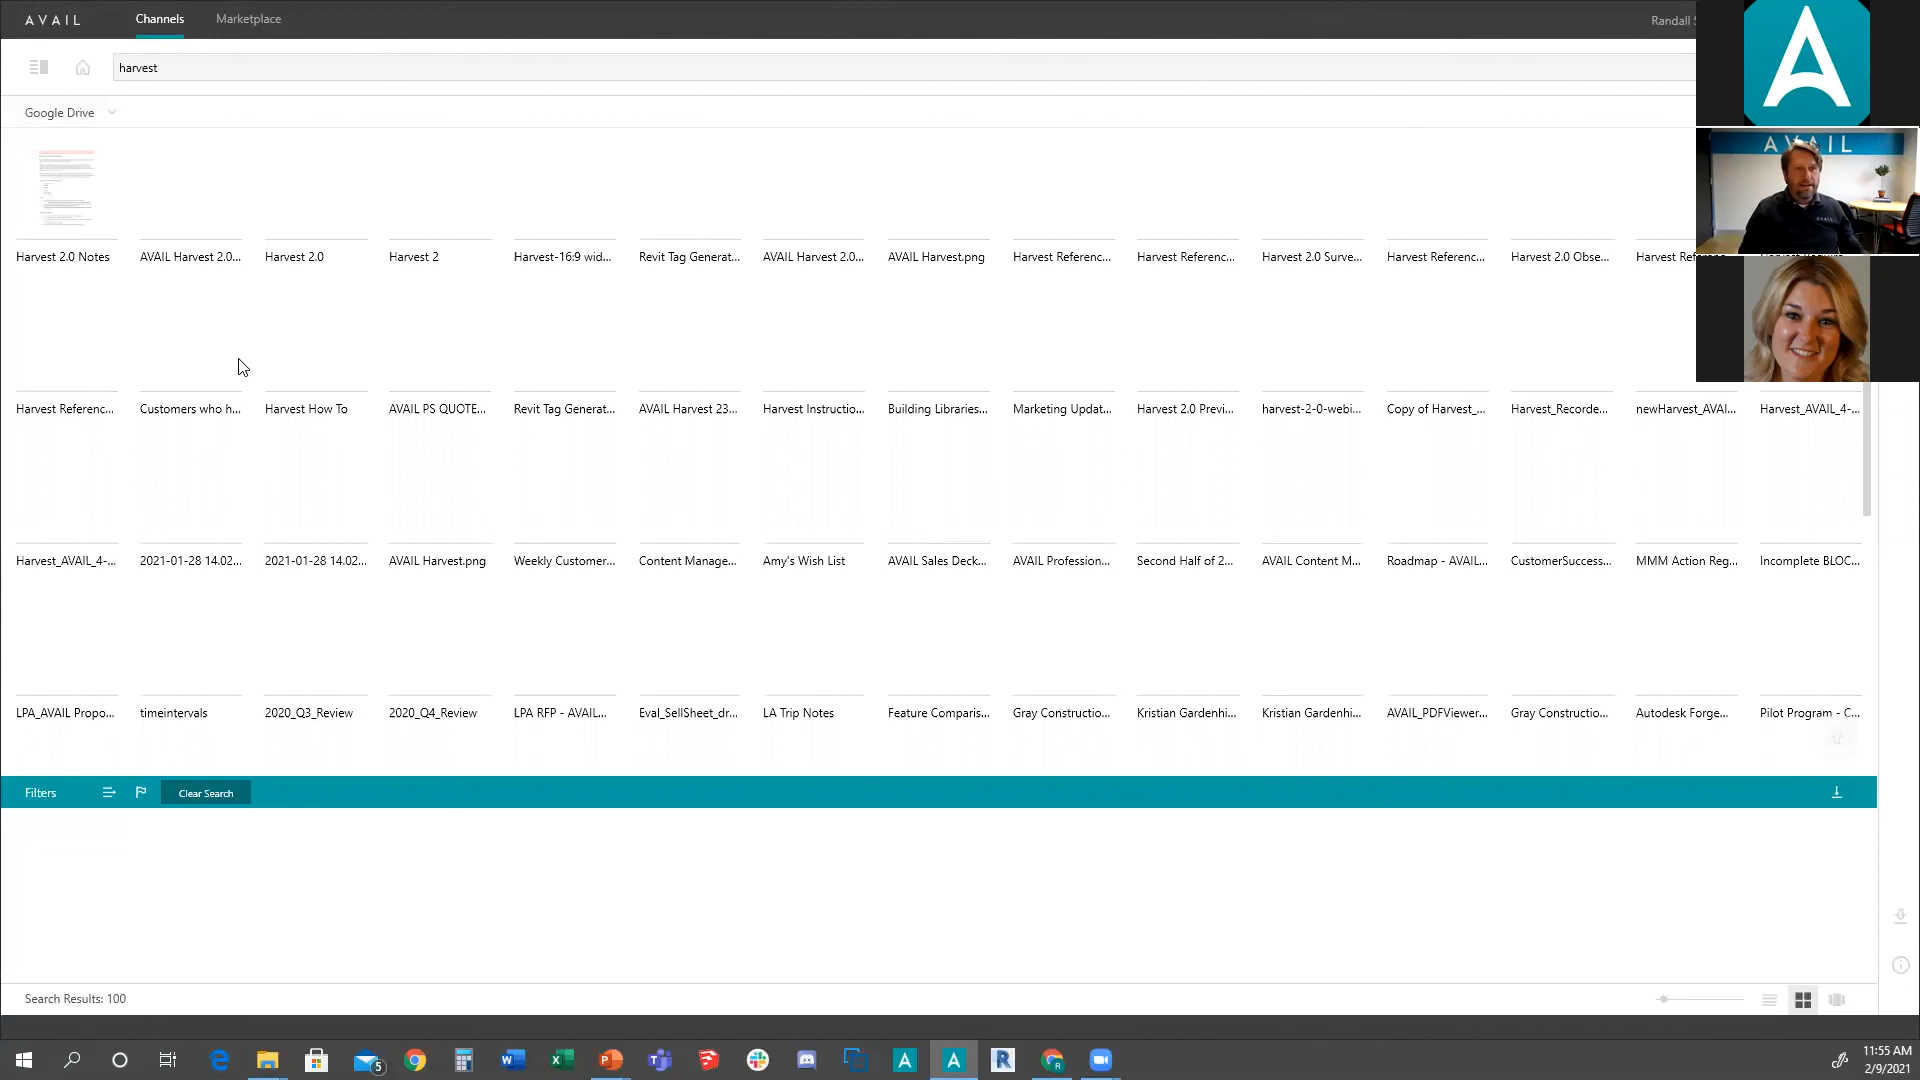 AVAIL Channels Marketplace Randall S
harvest
AVAIL
Google Drive
Harvest 2.0 Notes AVAIL Harvest 2.0... Harvest 2.0 Harvest 2 Harvest-16:9 wid... Revit Tag Generat... AVAIL Harvest 2.0... AVAIL Harvest.png Harvest Referenc... Harvest Referenc... Harvest 2.0 Surve... Harvest Referenc... Harvest 2.0 Obse... Harvest
Harvest Referenc... Customers who h... Harvest How To AVAIL PS QUOTE... Revit Tag Generat... AVAIL Harvest 23... Harvest Instructio... Building Libraries... Marketing Updat... Harvest 2.0 Previ... harvest-2-0-webi... Copy of Harvest_... Harvest_Recorde... newHarvest_AVAI... Harvest_AVAIL_4-...
Harvest_AVAIL_4-... 2021-01-28 14.02... 2021-01-28 14.02... AVAIL Harvest.png Weekly Customer... Content Manage... Amy's Wish List AVAIL Sales Deck... AVAIL Profession... Second Half of 2... AVAIL Content M... Roadmap - AVAIL... CustomerSuccess... MMM Action Reg... Incomplete BLOC...
LPA_AVAIL Propo... timeintervals 2020_Q3_Review 2020_Q4_Review LPA RFP - AVAIL... Eval_SellSheet_dr... LA Trip Notes Feature Comparis... Gray Constructio... Kristian Gardenhi... Kristian Gardenhi... AVAIL_PDFViewer... Gray Constructio... Autodesk Forge... Pilot Program - C...
Filters Clear Search
Search Results: 100
5
11:55 AM
2/9/2021